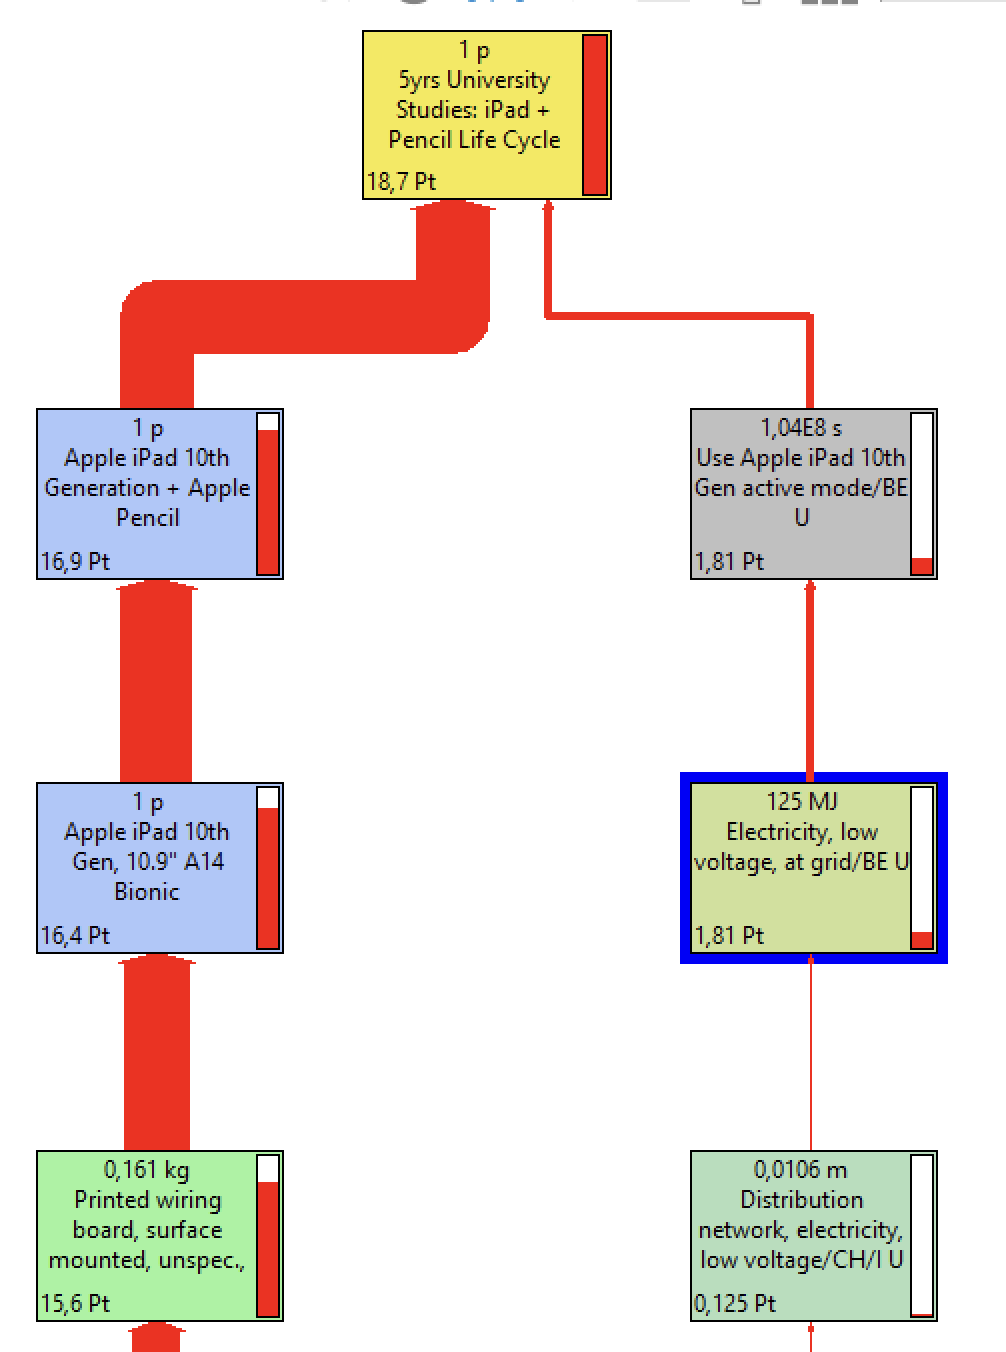 1 p
5yrs University
Studies: iPad +
Pencil Life Cycle
18,7 Pt
1 p
Apple iPad 10th
Generation + Apple
Pencil
16,9 Pt
1,04E8 s
Use Apple iPad 10th
Gen active mode/BE
U
1,81 Pt
1 p
Apple iPad 10th
Gen, 10.9" A14
Bionic
16,4 Pt
125 MJ
Electricity, low
voltage, at grid/BE U
1,81 Pt
0,161 kg
Printed wiring
board, surface
mounted, unspec.,
15,6 Pt
0,0106 m
Distribution
network, electricity,
low voltage/CH/I U
0,125 Pt